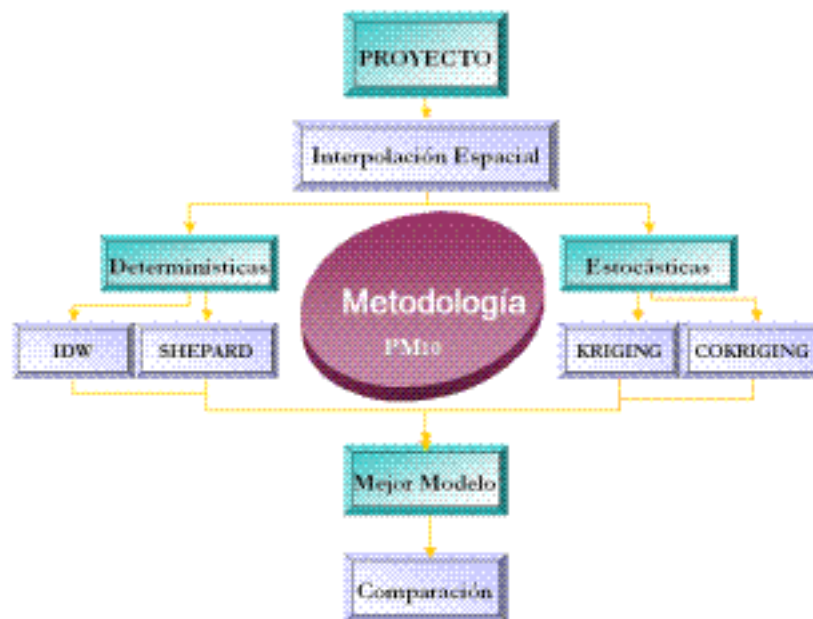 PROYECTO
Interpolación Espacial
Determinísticas
Estocásticas
Metodología
PM10
IDW
SHEPARD
KRIGING
COKRIGING
Mejor Modelo
Comparación